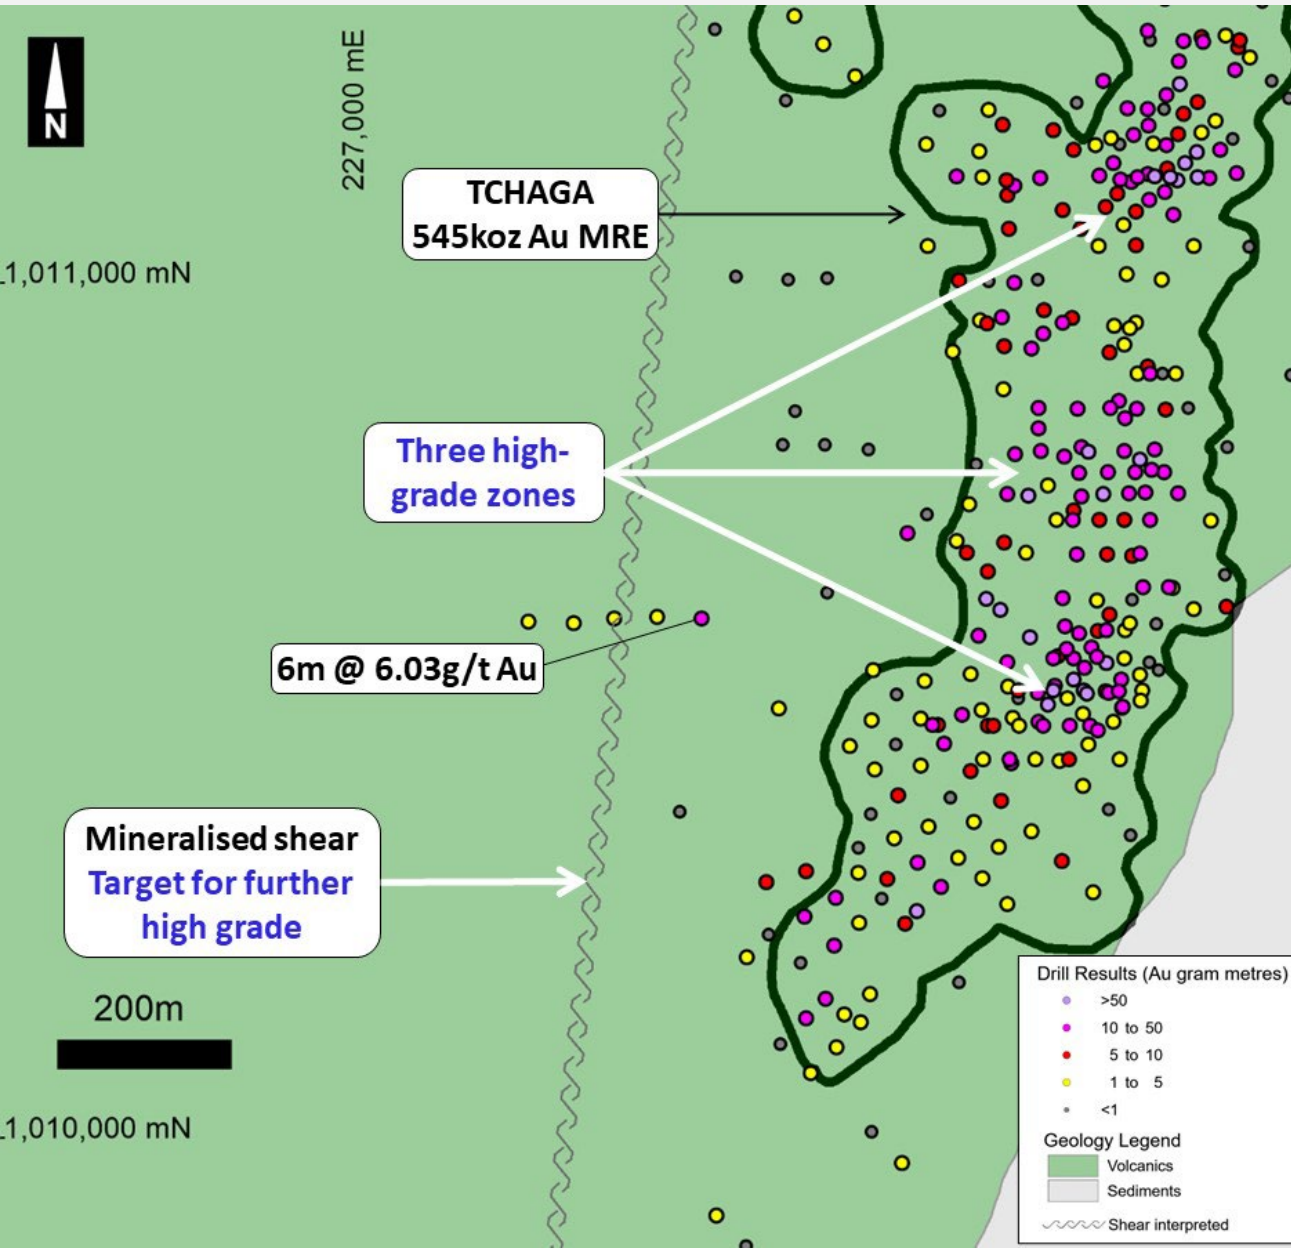 N
227,000 mE
TCHAGA
545koz Au MRE
1,011,000 mN
Three high-
grade zones
6m @ 6.03g/t Au
Mineralised shear
Target for further
high grade
200m
1,010,000 mN
Drill Results (Au gram metres)
>50
10 to 50
5 to 10
1 to 5
<1
Geology Legend
Volcanics
Sediments
Shear interpreted